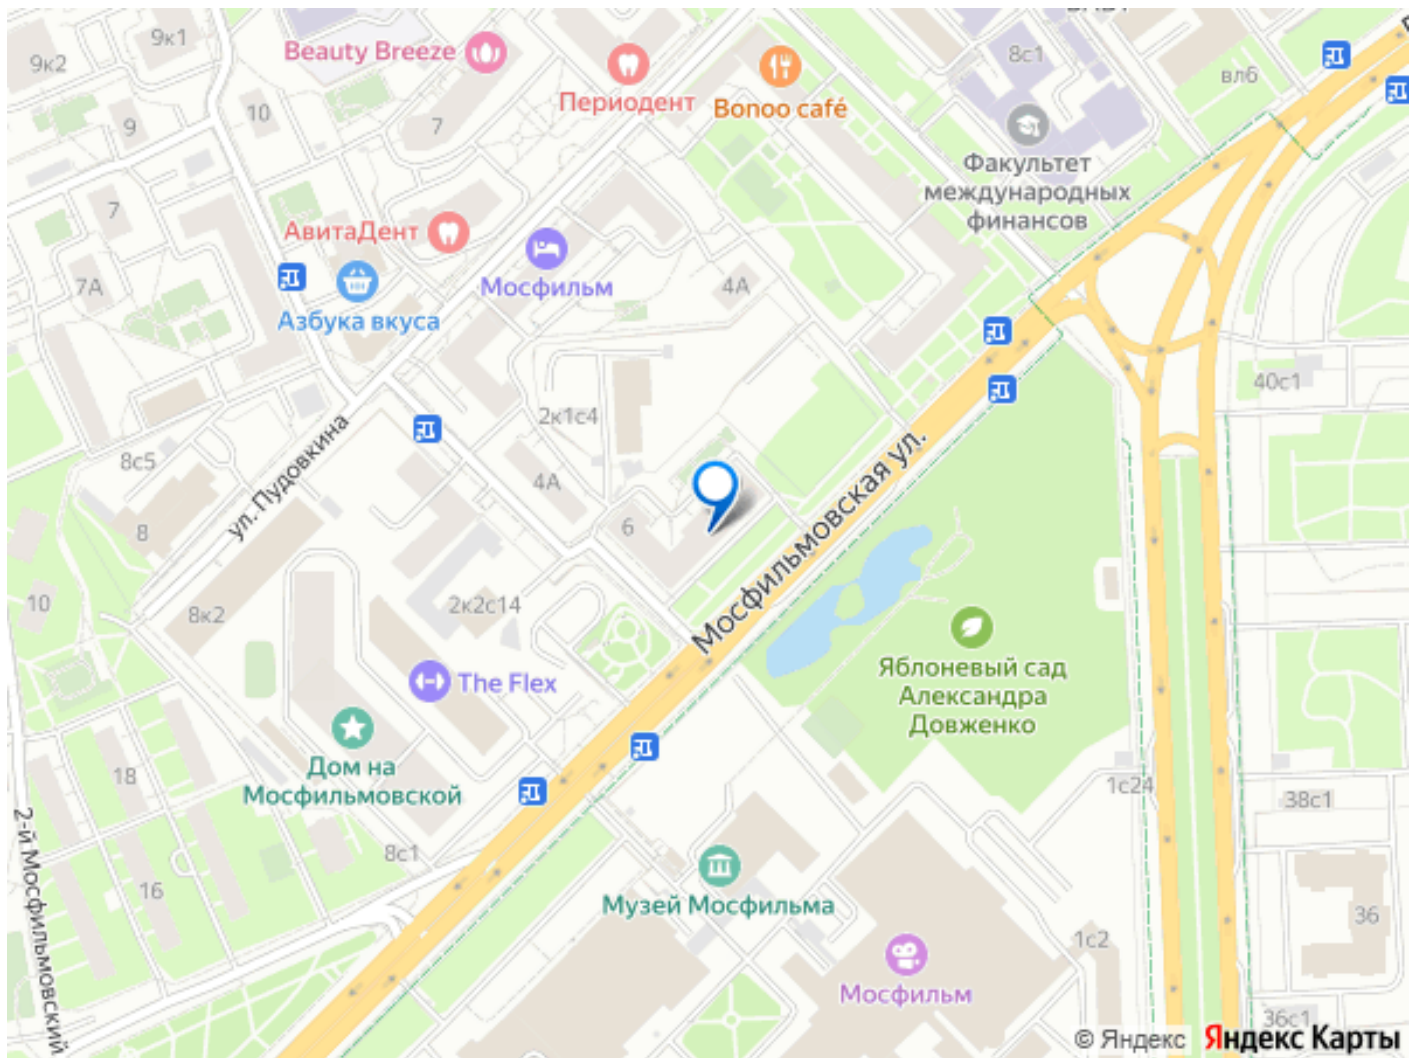 9к1
9к2
Beauty Breeze
8с1
вл6
Периодент
Bonoo café
10
9
7
Факультет
международных
финансов
7
АвитаДент
7А
Мосфильм
4А
Азбука вкуса
40с1
2к1с4
ул. Пудовкина
8с5
4А
Мосфильмовская ул.
8
6
10
8к2
2к2с14
The Flex
Яблоневый сад
Александра
Довженко
Дом на
Мосфильмовской
18
1с24
38с1
2-й Мосфильмовский
8с1
16
Музей Мосфильма
36
1с2
Мосфильм
36с1
© Яндекс Яндекс Карты